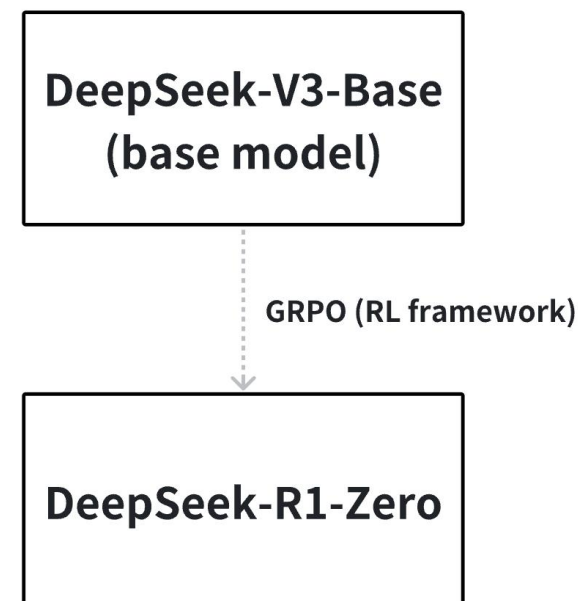 DeepSeek-V3-Base
(base model)
GRPO (RL framework)
DeepSeek-R1-Zero